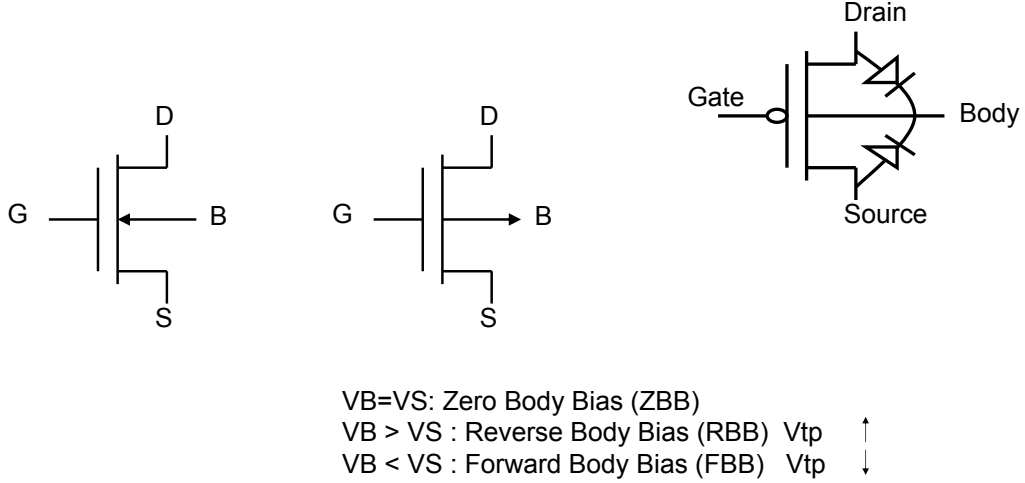 Drain
Gate
Body
Source
D
G
B
S
D
G
B
S
VB=VS: Zero Body Bias (ZBB)
VB > VS : Reverse Body Bias (RBB) Vtp ↑
VB < VS : Forward Body Bias (FBB) Vtp ↓